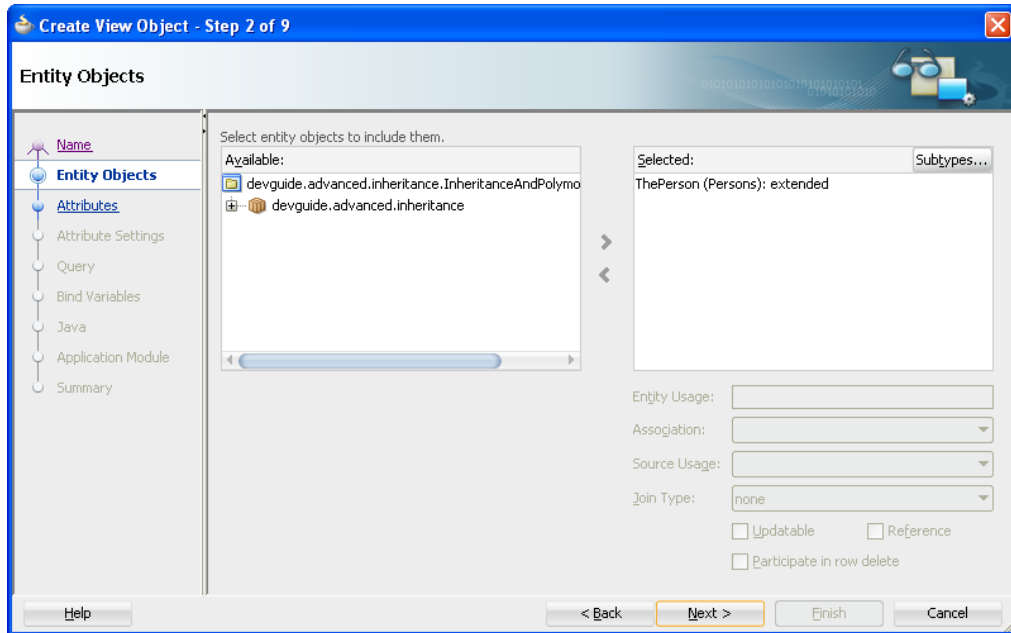 Create View Object - Step 2 of 9
Entity Objects
Name
Entity Objects
Attributes
Attribute Settings
Query
Bind Variables
Java
Application Module
Summary
Select entity objects to include them.
Available:
devguide.advanced.inheritance.InheritanceAndPolymo
devguide.advanced.inheritance
Selected:
Subtypes...
ThePerson (Persons): extended
Entity Usage:
Association:
Source Usage:
Join Type:
none
Updatable
Reference
Participate in row delete
Help
< Back
Next >
Finish
Cancel